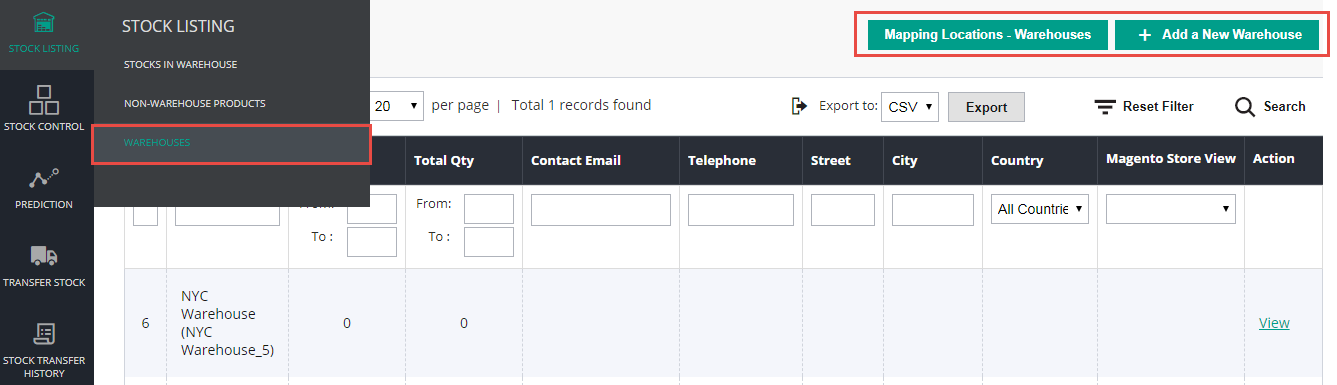 STOCK LISTING
STOCK CONTROL
PREDICTION
TRANSFER STOCK
STOCK TRANSFER
HISTORY
STOCK LISTING
STOCKS IN WAREHOUSE
NON-WAREHOUSE PRODUCTS
WAREHOUSES
Mapping Locations - Warehouses
+ Add a New Warehouse
20 per page | Total 1 records found
Export to: CSV Export
Reset Filter
Search
Total Qty Contact Email Telephone Street City Country Magento Store View Action
From: From: All Countrie
To : To :
6 NYC
Warehouse
(NYC
Warehouse_5)
0 0 View